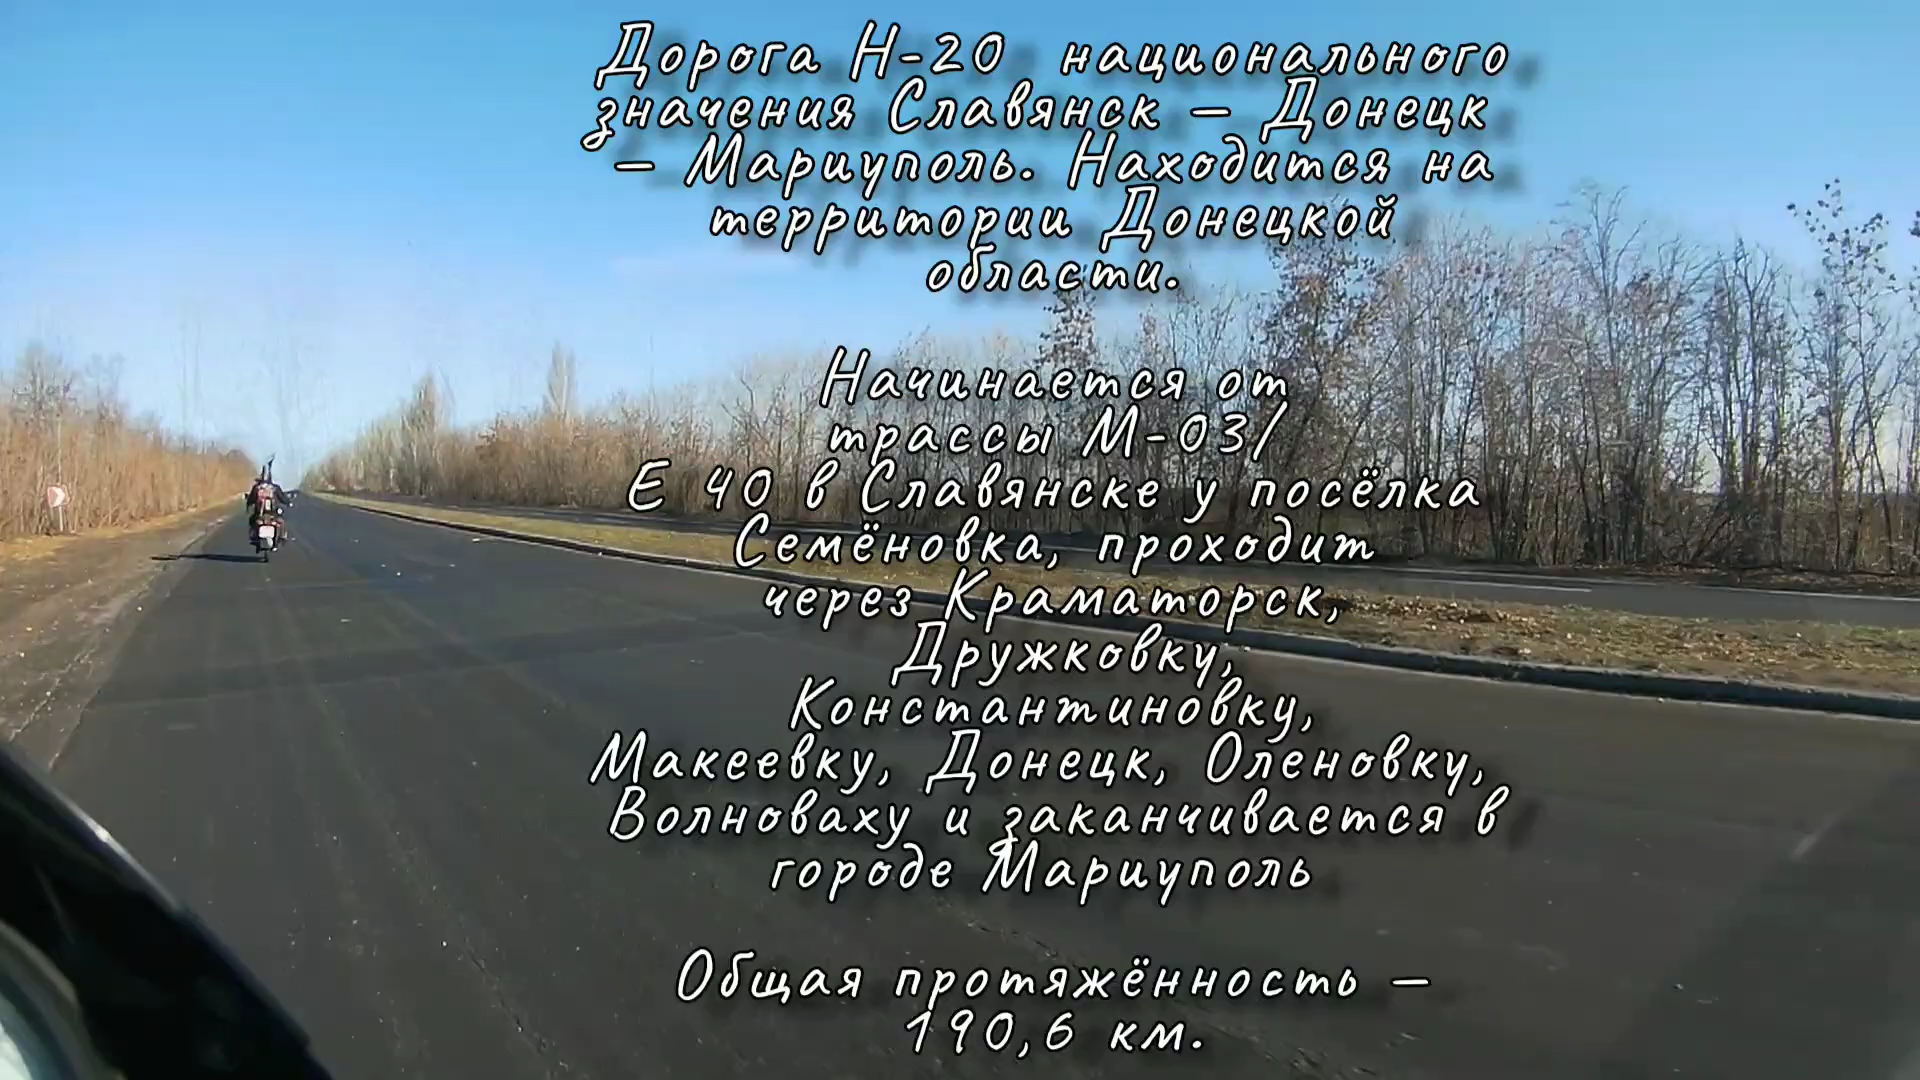 Дорога Н-20 национального
значения Славянск — Донецк
— Мариуполь. Находится на
территории Донецкой
области.
Начинается от
трассы М-03/
Е 40 в Славянске у посёлка
Семёновка, проходит
через Краматорск,
Дружковку,
Константиновку,
Макеевку, Донецк, Оленовку,
Волноваху и заканчивается в
городе Мариуполь
Общая протяжённость —
190,6 км.